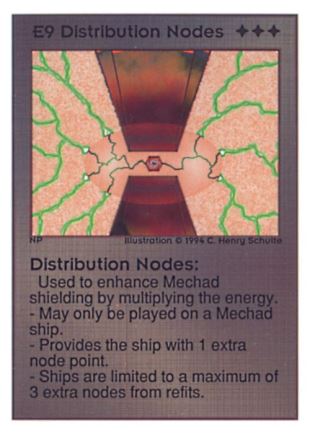 E9 Distribution Nodes ✦✦✦
NP Illustration © 1994 C. Henry Schulte
Distribution Nodes:
Used to enhance Mechad
shielding by multiplying the energy.
- May only be played on a Mechad
ship.
- Provides the ship with 1 extra
node point.
- Ships are limited to a maximum of
3 extra nodes from refits.